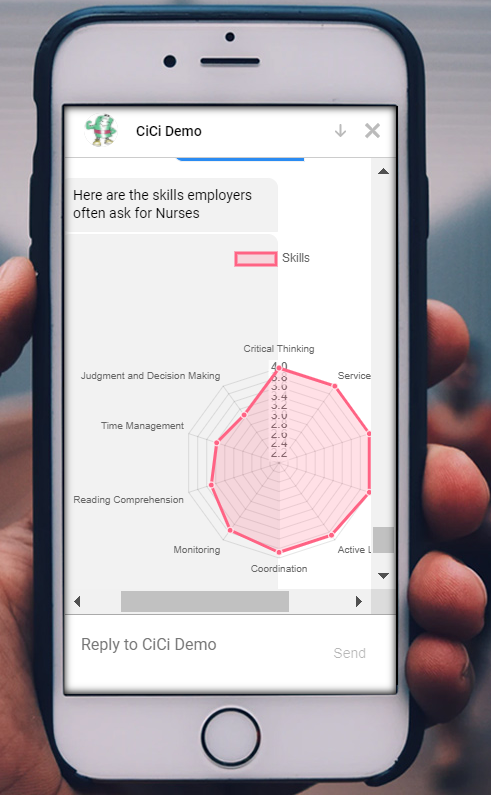 CiCi Demo
Here are the skills employers
often ask for Nurses
Skills
Critical Thinking
4.0
3.8
3.6
3.4
3.2
3.0
2.8
2.6
2.4
2.2
Judgment and Decision Making
Service
Time Management
Reading Comprehension
Monitoring
Active L
Coordination
Reply to CiCi Demo
Send